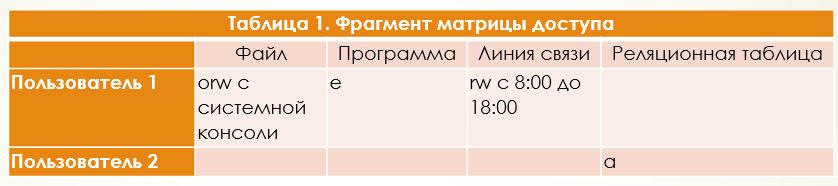 Таблица 1. Фрагмент матрицы доступа
Файл Программа Линия связи Реляционная таблица
Пользователь 1 orw с системной консоли e rw с 8:00 до 18:00
Пользователь 2 a